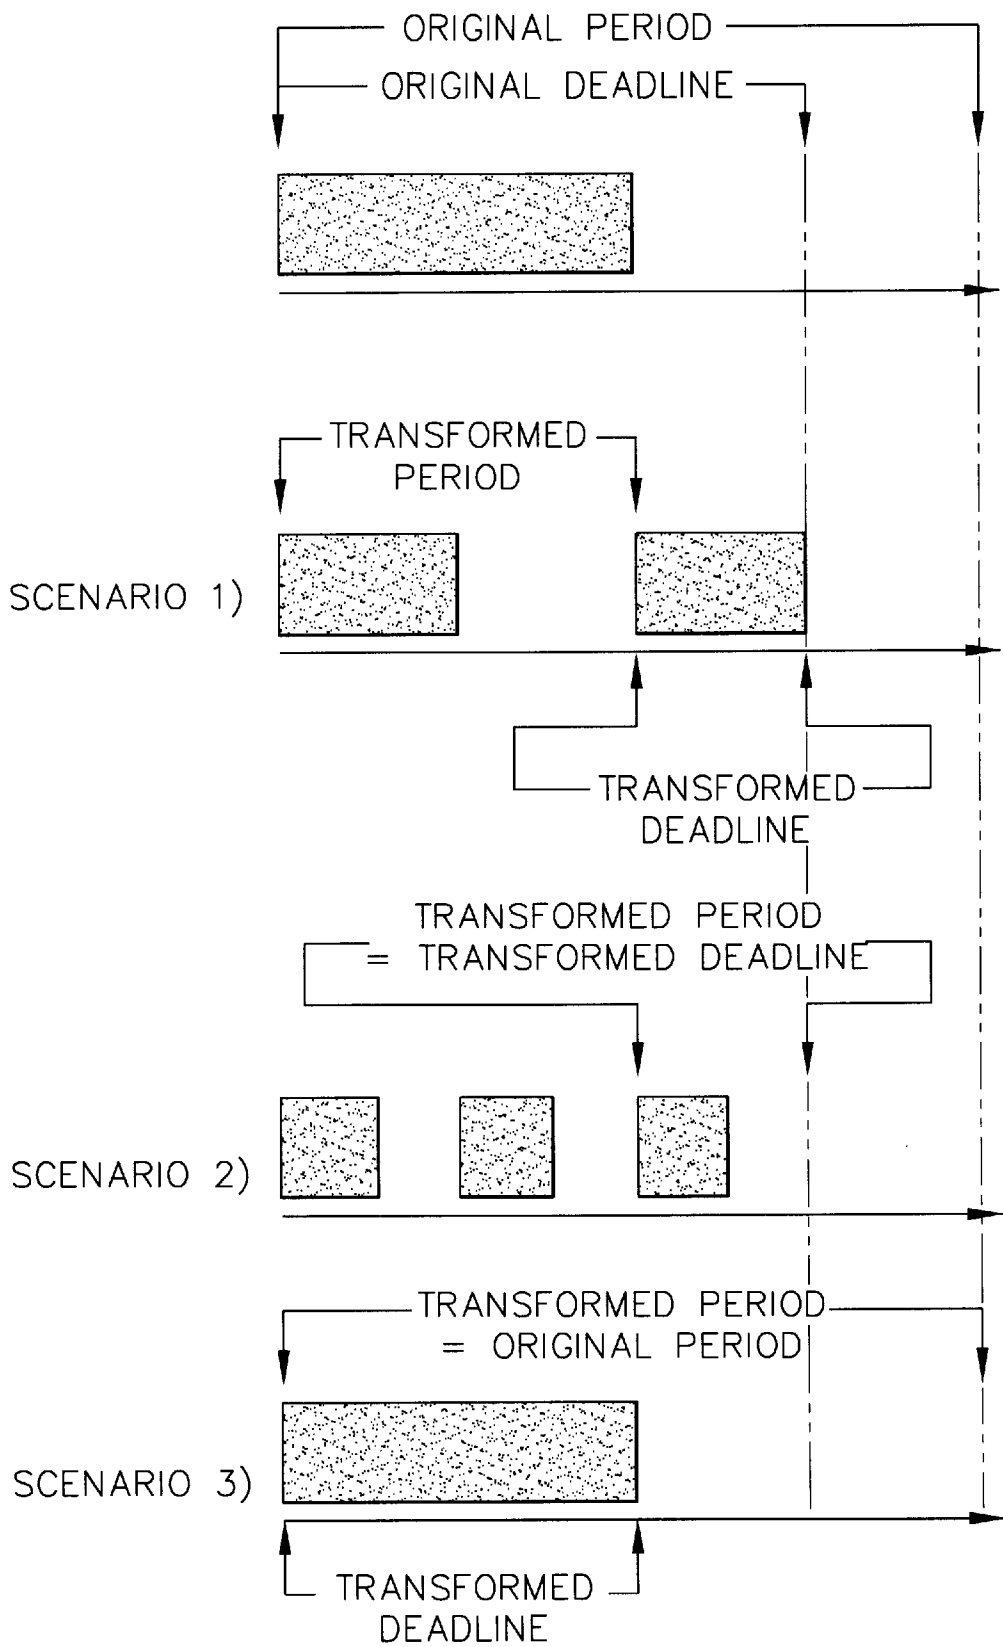 ORIGINAL PERIOD
ORIGINAL DEADLINE
TRANSFORMED
PERIOD
SCENARIO 1)
TRANSFORMED
DEADLINE
TRANSFORMED PERIOD
= TRANSFORMED DEADLINE
SCENARIO 2)
TRANSFORMED PERIOD
= ORIGINAL PERIOD
SCENARIO 3)
TRANSFORMED
DEADLINE